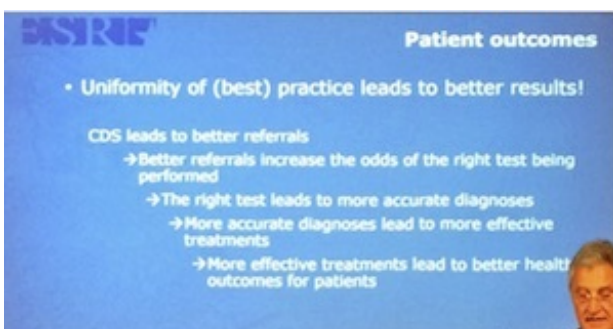 ESRF
Patient outcomes
• Uniformity of (best) practice leads to better results!
CDS leads to better referrals
→Better referrals increase the odds of the right test being
performed
→The right test leads to more accurate diagnoses
→More accurate diagnoses lead to more effective
treatments
→More effective treatments lead to better health
outcomes for patients